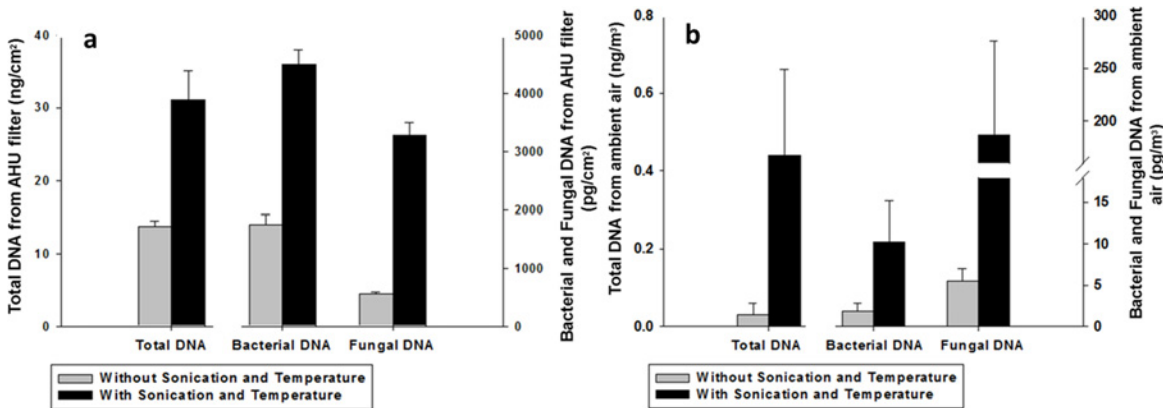 a
Total DNA from AHU filter (ng/cm²)
40
30
20
10
0
5000
4000
3000
2000
1000
0
Bacterial and Fungal DNA from AHU filter
(pg/cm²)
Total DNA
Bacterial DNA
Fungal DNA
Without Sonication and Temperature
With Sonication and Temperature
b
Total DNA from ambient air (ng/m³)
0.8
0.6
0.4
0.2
0.0
300
250
200
15
10
5
0
Bacterial and Fungal DNA from ambient
air (pg/m³)
Total DNA
Bacterial DNA
Fungal DNA
Without Sonication and Temperature
With Sonication and Temperature